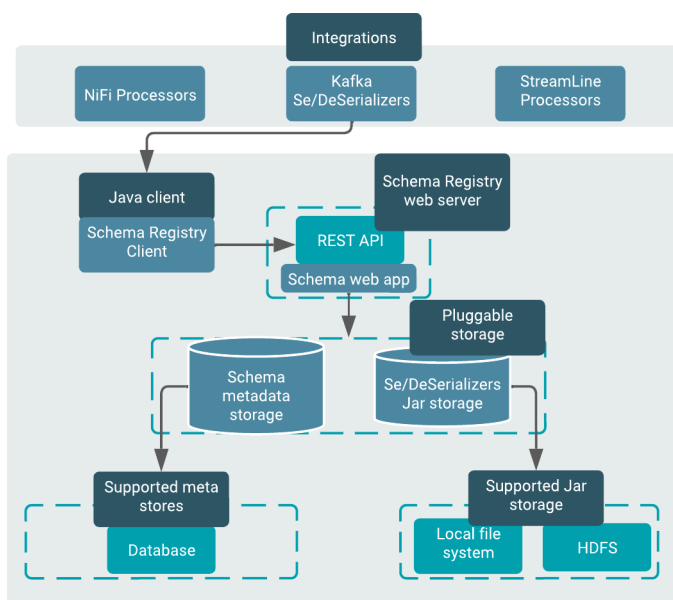 Integrations
NiFi Processors
Kafka
Se/DeSerializers
StreamLine
Processors
Java client
Schema Registry
Client
Schema Registry
web server
REST API
Schema web app
Pluggable
storage
Schema
metadata
storage
Se/DeSerializers
Jar storage
Supported meta
stores
Database
Supported Jar
storage
Local file
system
HDFS